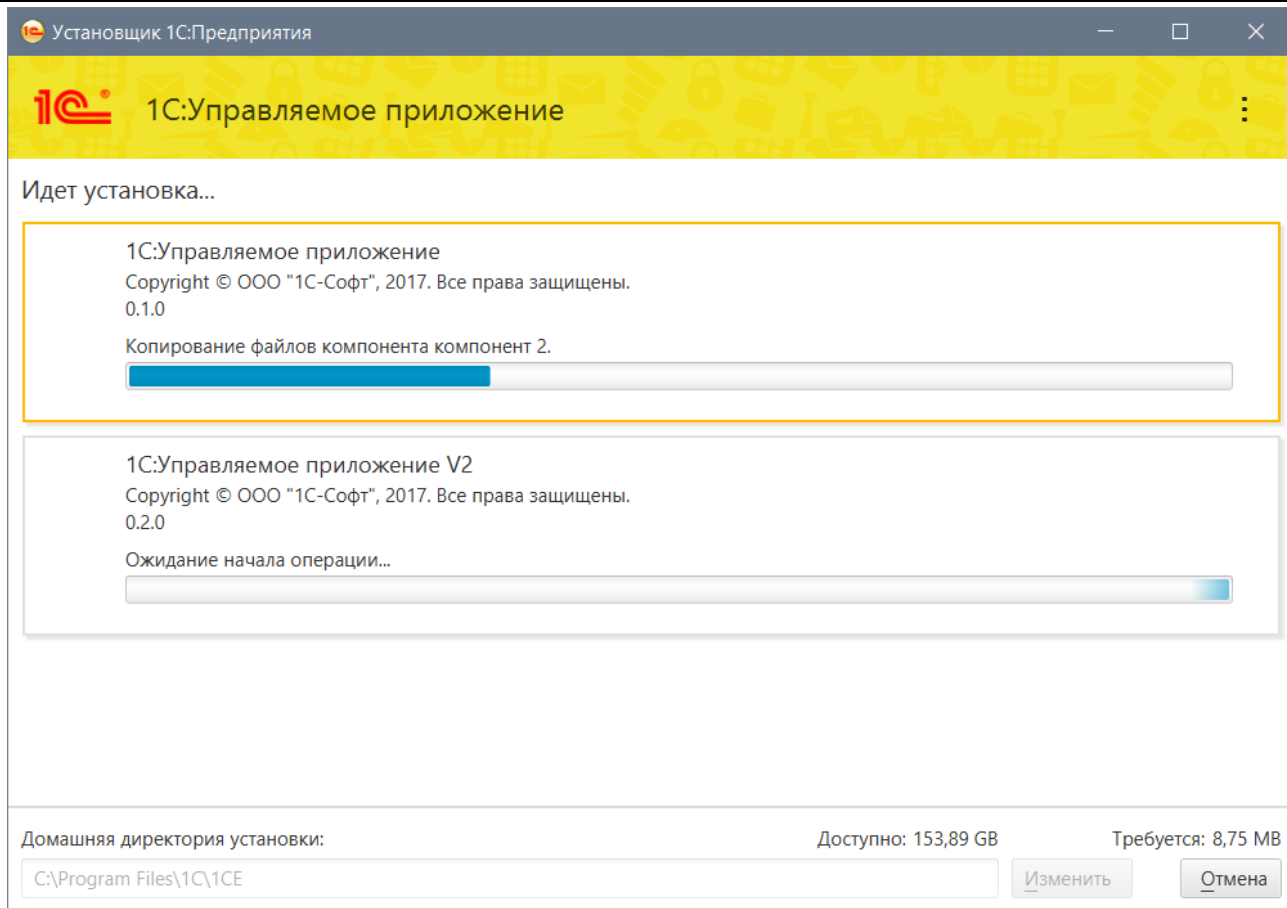 Установщик 1С:Предприятия
1С:Управляемое приложение
Идет установка...
1С:Управляемое приложение
Copyright © ООО "1С-Софт", 2017. Все права защищены.
0.1.0
Копирование файлов компонента компонент 2.
1С:Управляемое приложение V2
Copyright © ООО "1С-Софт", 2017. Все права защищены.
0.2.0
Ожидание начала операции...
Домашняя директория установки: Доступно: 153,89 GB Требуется: 8,75 MB
C:\Program Files\1C\1CE Изменить Отмена